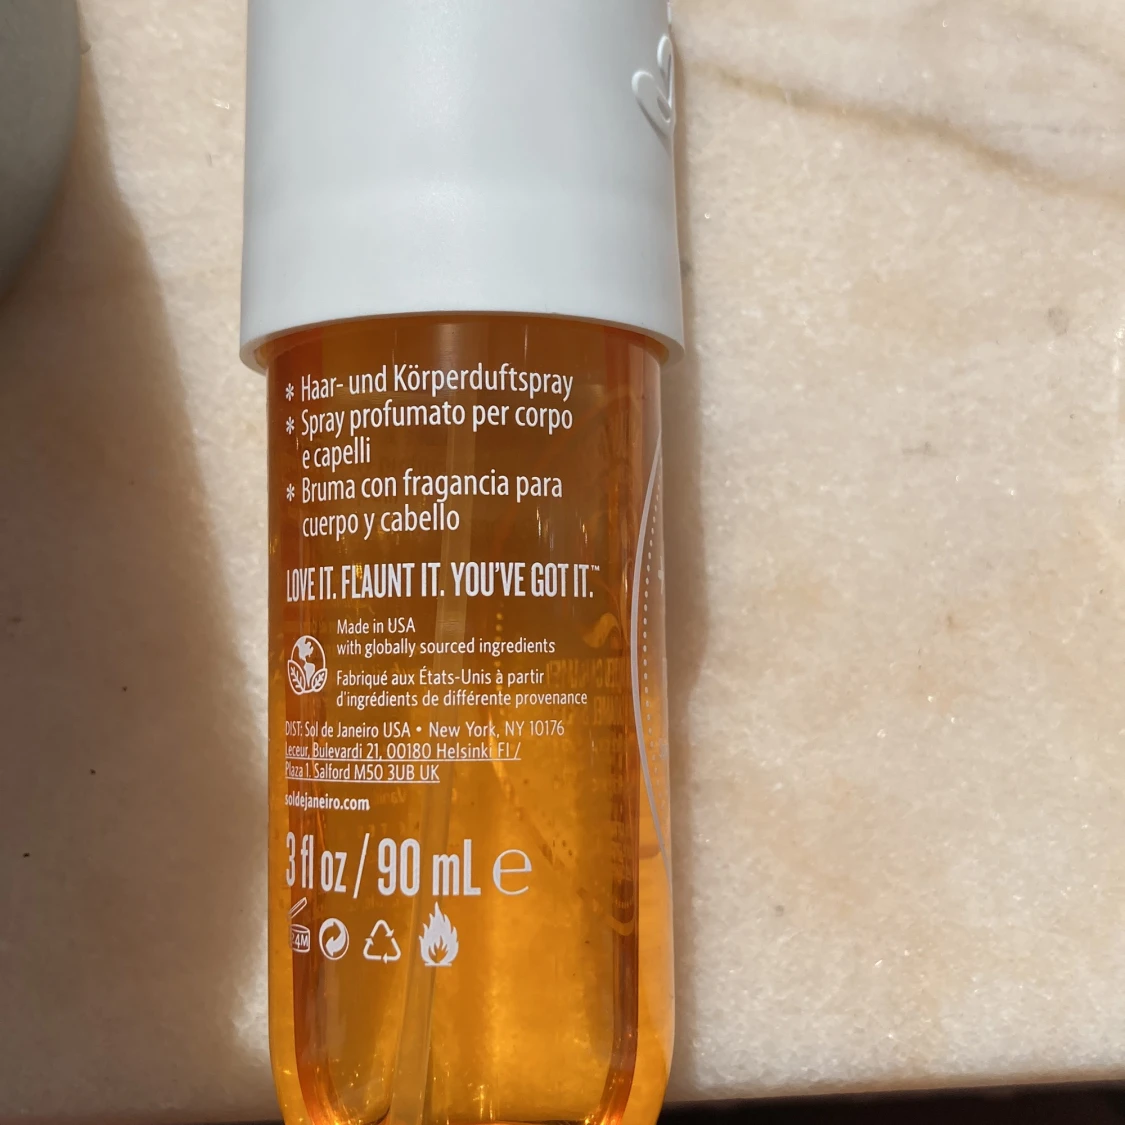 * Haar- und Körperduftspray
* Spray profumato per corpo
e capelli
* Bruma con fragancia para
cuerpo y cabello
LOVE IT. FLAUNT IT. YOU'VE GOT IT.™
Made in USA
with globally sourced ingredients
Fabriqué aux États-Unis à partir
d'ingrédients de différente provenance
DIST: Sol de Janeiro USA • New York, NY 10176
Leceur, Bulevardi 21, 00180 Helsinki FI /
Plaza 1, Salford M50 3UB UK
soldejaneiro.com
3 fl oz / 90 mL ℮